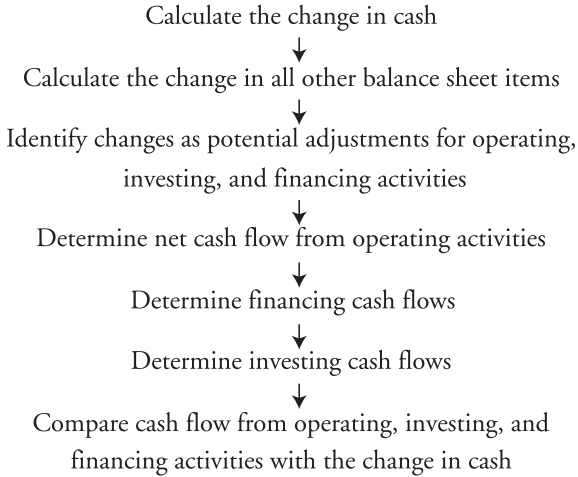 Calculate the change in cash
Calculate the change in all other balance sheet items
Identify changes as potential adjustments for operating,
investing, and financing activities
Determine net cash flow from operating activities
Determine financing cash flows
Determine investing cash flows
Compare cash flow from operating, investing, and
financing activities with the change in cash